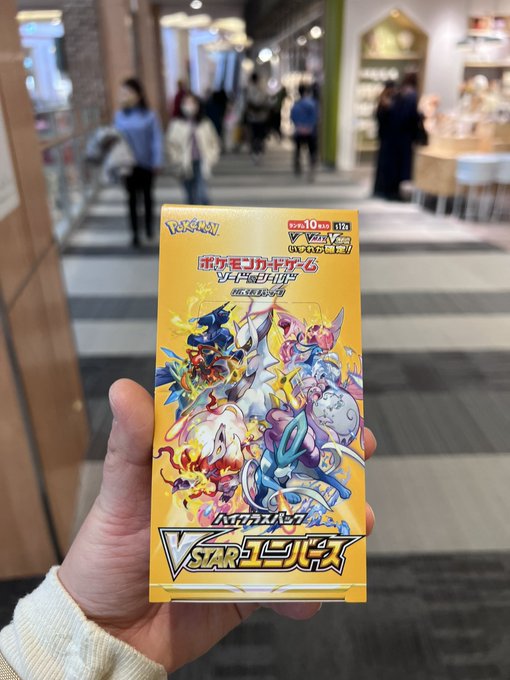 POKÉMON
ランダム10枚入り s12a
V VMAX VSTAR
いずれか確定!
ポケモンカードゲーム
ソード&シールド
ハイクラスパック
VSTARユニバース